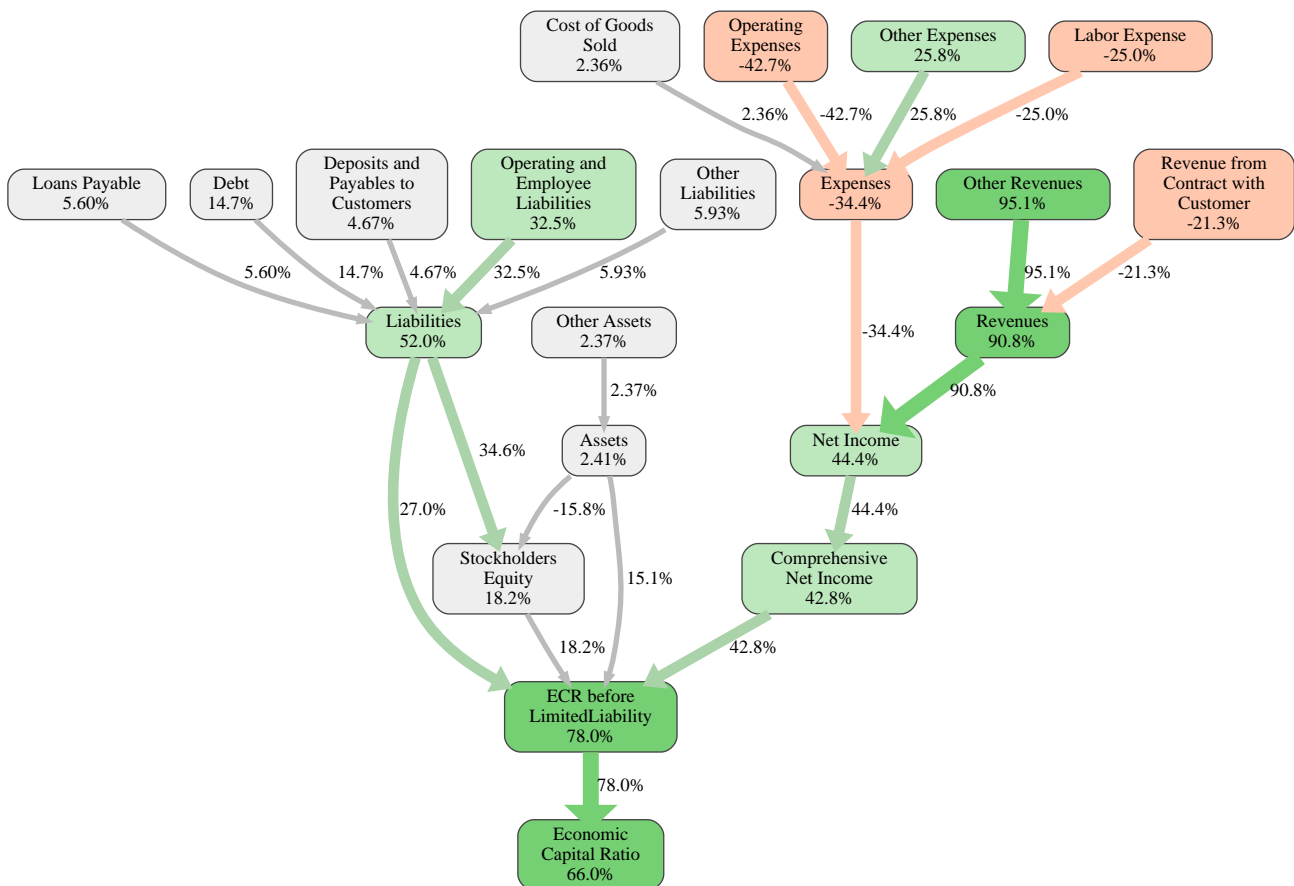 Cost of Goods
Sold
2.36%
Operating
Expenses
-42.7%
Other Expenses
25.8%
Labor Expense
-25.0%
2.36%
-42.7%
25.8%
-25.0%
Loans Payable
5.60%
Debt
14.7%
Deposits and
Payables to
Customers
4.67%
Operating and
Employee
Liabilities
32.5%
Other
Liabilities
5.93%
Expenses
-34.4%
Other Revenues
95.1%
Revenue from
Contract with
Customer
-21.3%
5.60%
14.7%
4.67%
32.5%
5.93%
95.1%
-21.3%
Liabilities
52.0%
Other Assets
2.37%
-34.4%
Revenues
90.8%
2.37%
90.8%
34.6%
Assets
2.41%
Net Income
44.4%
27.0%
-15.8%
44.4%
Stockholders
Equity
18.2%
15.1%
Comprehensive
Net Income
42.8%
18.2%
42.8%
ECR before
LimitedLiability
78.0%
78.0%
Economic
Capital Ratio
66.0%